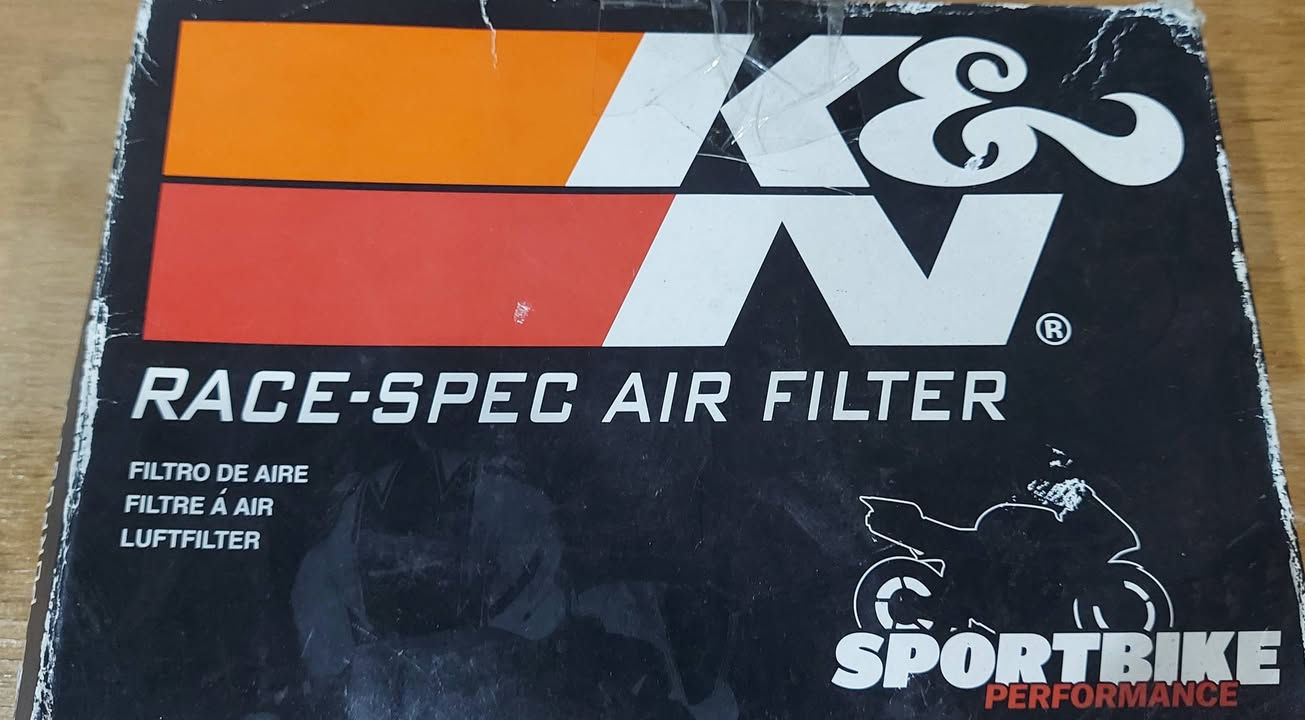 K&
N®
RACE-SPEC AIR FILTER
FILTRO DE AIRE
FILTRE Á AIR
LUFTFILTER
SPORTBIKE
PERFORMANCE